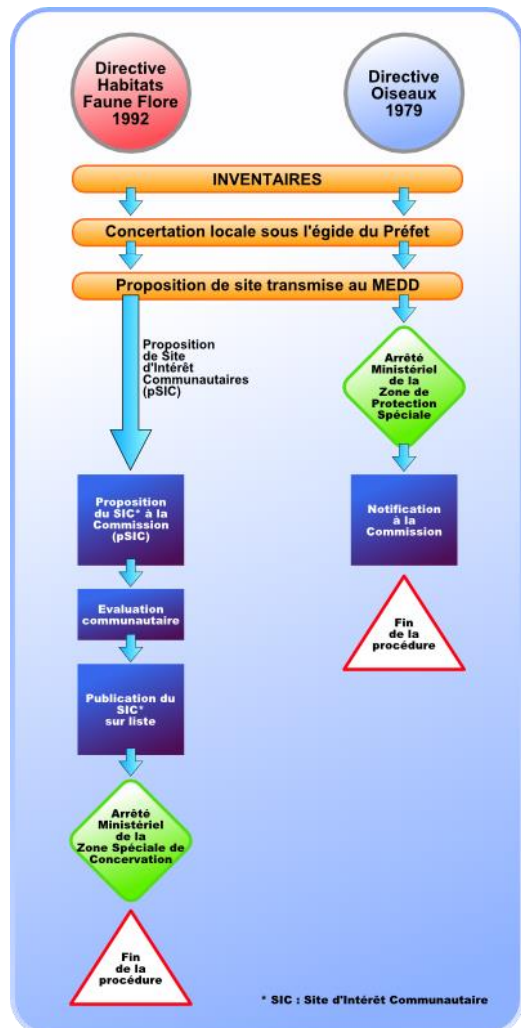 Directive
Habitats
Faune Flore
1992
Directive
Oiseaux
1979
INVENTAIRES
Concertation locale sous l'égide du Préfet
Proposition de site transmise au MEDD
Proposition
de Site
d'Intérêt
Communautaires
(pSIC)
Arrêté
Ministériel
de la
Zone de
Protection
Spéciale
Proposition
du SIC* à la
Commission
(pSIC)
Notification
à la
Commission
Evaluation
communautaire
Fin
de la
procédure
Publication du
SIC*
sur liste
Arrêté
Ministériel
de la
Zone Spéciale de
Concervation
Fin
de la
procédure
* SIC : Site d'Intérêt Communautaire